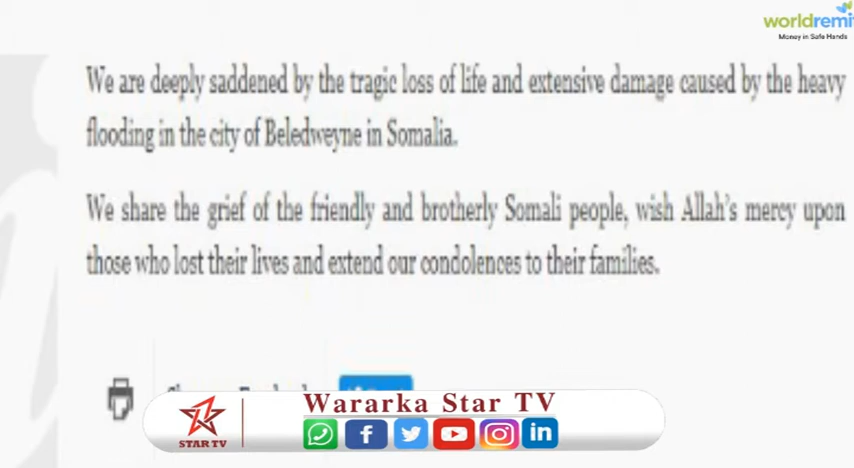 worldremit
Money in Safe Hands
We are deeply saddened by the tragic loss of life and extensive damage caused by the heavy
flooding in the city of Beledweyne in Somalia.
We share the grief of the friendly and brotherly Somali people, wish Allah's mercy upon
those who lost their lives and extend our condolences to their families.
Wararka Star TV
STAR TV